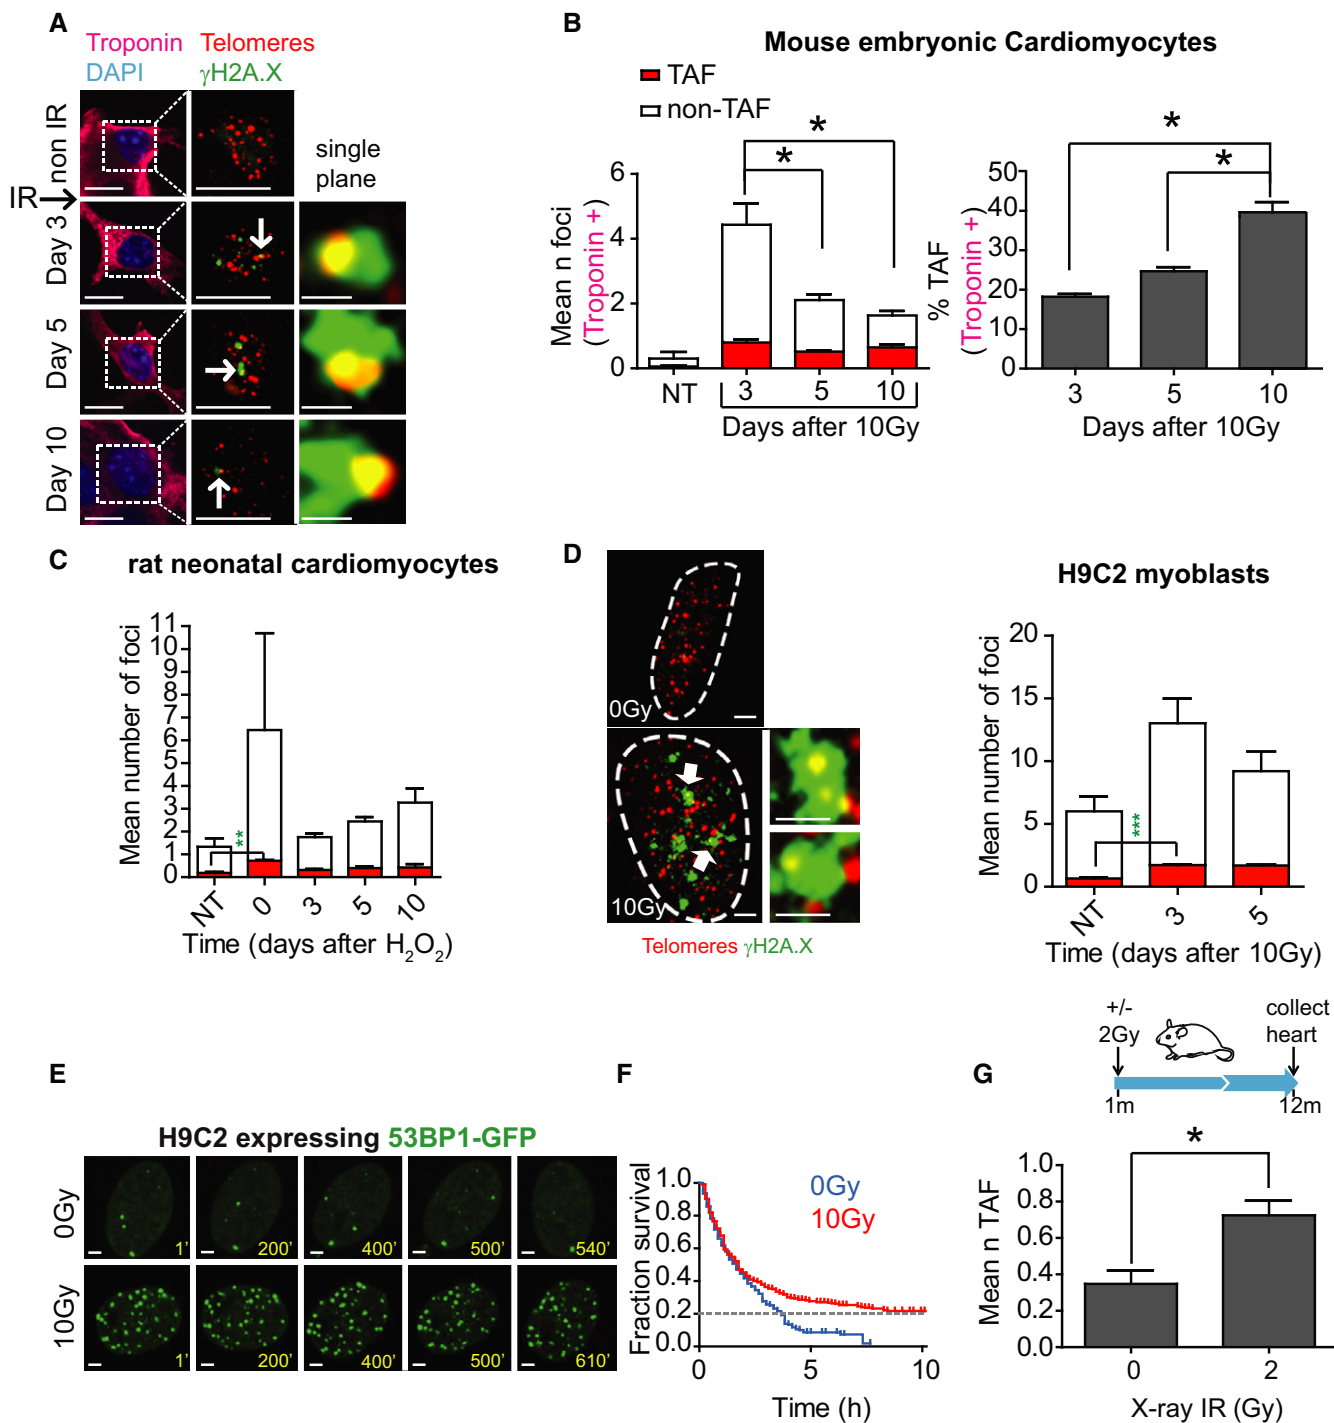 A
Troponin Telomeres
DAPI γH2A.X
single
plane
non IR
IR
Day 3
Day 5
Day 10
B
Mouse embryonic Cardiomyocytes
TAF
non-TAF
Mean n foci
(Troponin +)
6
4
2
0
* *
NT 3 5 10
Days after 10Gy
% TAF
(Troponin +)
50
40
30
20
10
0
* *
3 5 10
Days after 10Gy
C
rat neonatal cardiomyocytes
Mean number of foci
11
10
9
8
7
6
5
4
3
2
1
0
**
NT 0 3 5 10
Time (days after H₂O₂)
D
0Gy
10Gy
Telomeres γH2A.X
H9C2 myoblasts
Mean number of foci
20
15
10
5
0
***
NT 3 5
Time (days after 10Gy)
E
H9C2 expressing 53BP1-GFP
0Gy
1' 200' 400' 500' 540'
10Gy
1' 200' 400' 500' 610'
F
Fraction survival
1.0
0.8
0.6
0.4
0.2
0.0
0Gy
10Gy
0 5 10
Time (h)
G
+/-
2Gy
collect
heart
1m 12m
Mean n TAF
1.0
0.8
0.6
0.4
0.2
0.0
*
0 2
X-ray IR (Gy)